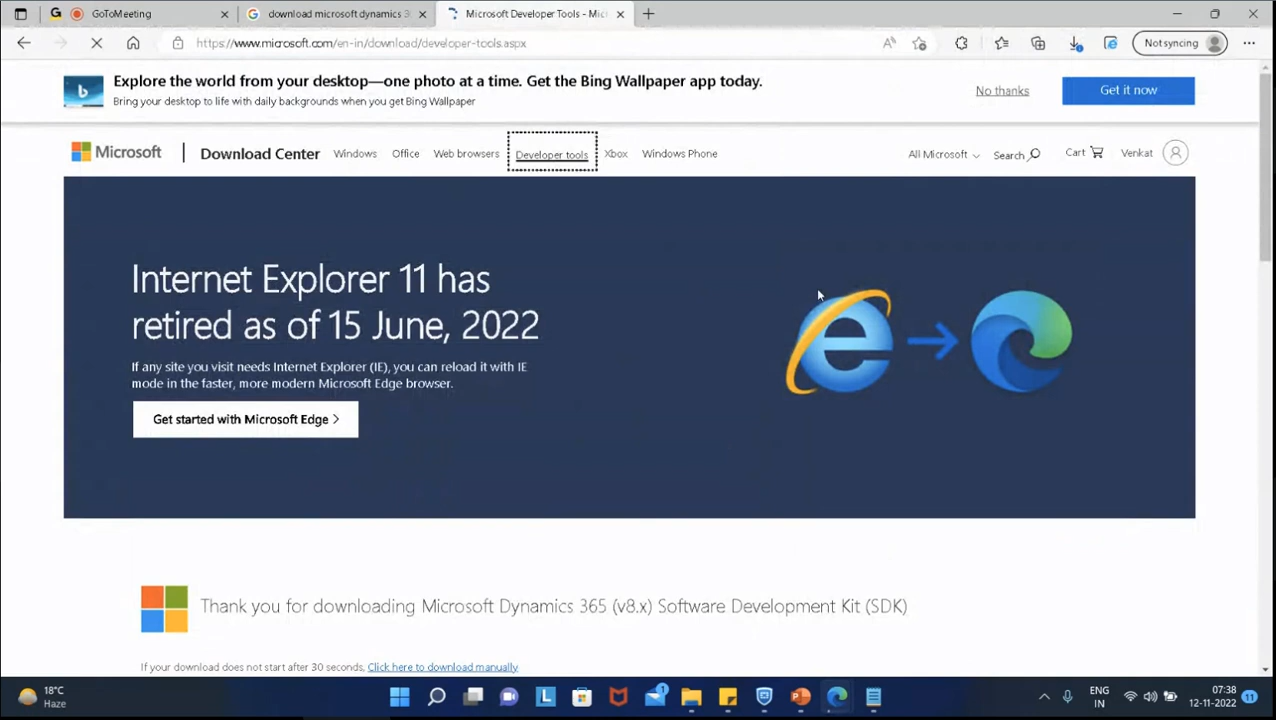 GoToMeeting
download microsoft dynamics 3
Microsoft Developer Tools - Mic
https://www.microsoft.com/en-in/download/developer-tools.aspx
Not syncing
Explore the world from your desktop—one photo at a time. Get the Bing Wallpaper app today.
Bring your desktop to life with daily backgrounds when you get Bing Wallpaper
No thanks
Get it now
Microsoft
Download Center
Windows
Office
Web browsers
Developer tools
Xbox
Windows Phone
All Microsoft
Search
Cart
Venkat
Internet Explorer 11 has
retired as of 15 June, 2022
If any site you visit needs Internet Explorer (IE), you can reload it with IE
mode in the faster, more modern Microsoft Edge browser.
Get started with Microsoft Edge >
Thank you for downloading Microsoft Dynamics 365 (v8.x) Software Development Kit (SDK)
If your download does not start after 30 seconds, Click here to download manually
18°C
Haze
ENG
IN
07:38
12-11-2022
11